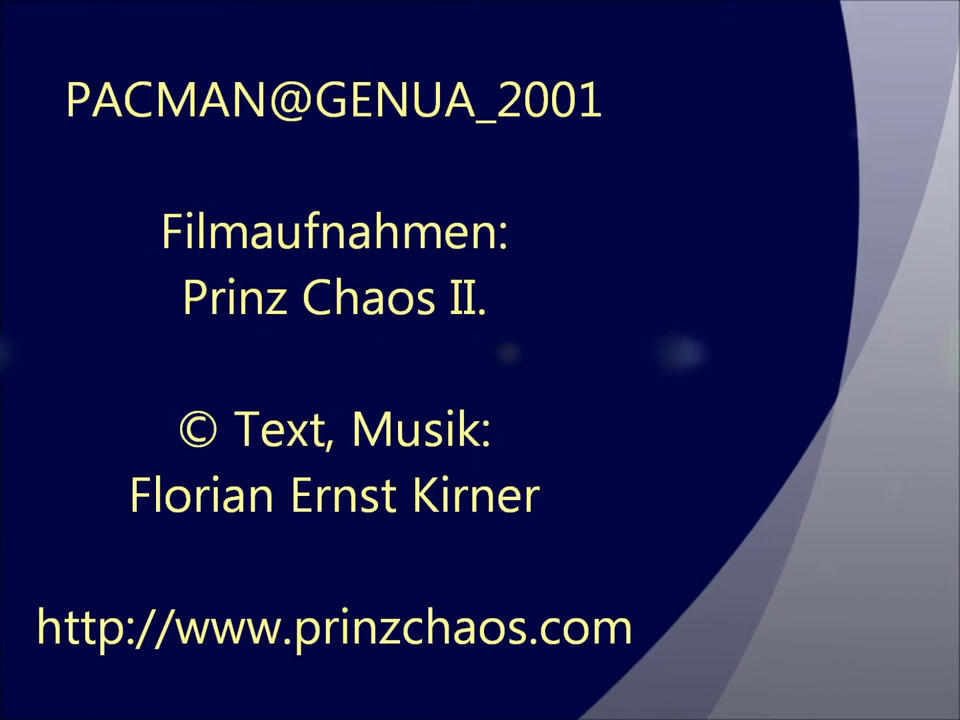 PACMAN@GENUA_2001
Filmaufnahmen:
Prinz Chaos II.
© Text, Musik:
Florian Ernst Kirner
http://www.prinzchaos.com